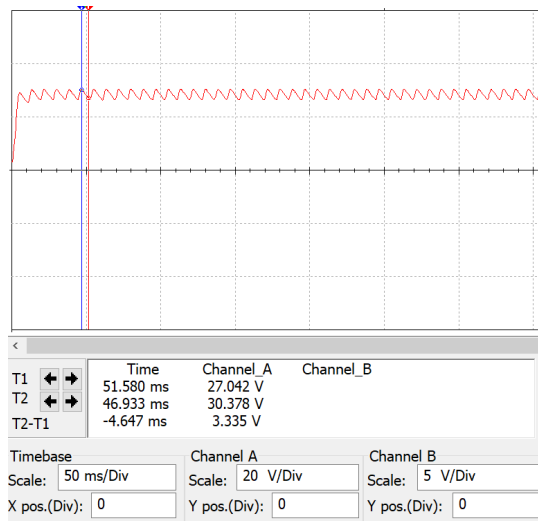 Time Channel_A Channel_B
T1 51.580 ms 27.042 V
T2 46.933 ms 30.378 V
T2-T1 -4.647 ms 3.335 V
Timebase Channel A Channel B
Scale: 50 ms/Div Scale: 20 V/Div Scale: 5 V/Div
X pos.(Div): 0 Y pos.(Div): 0 Y pos.(Div): 0